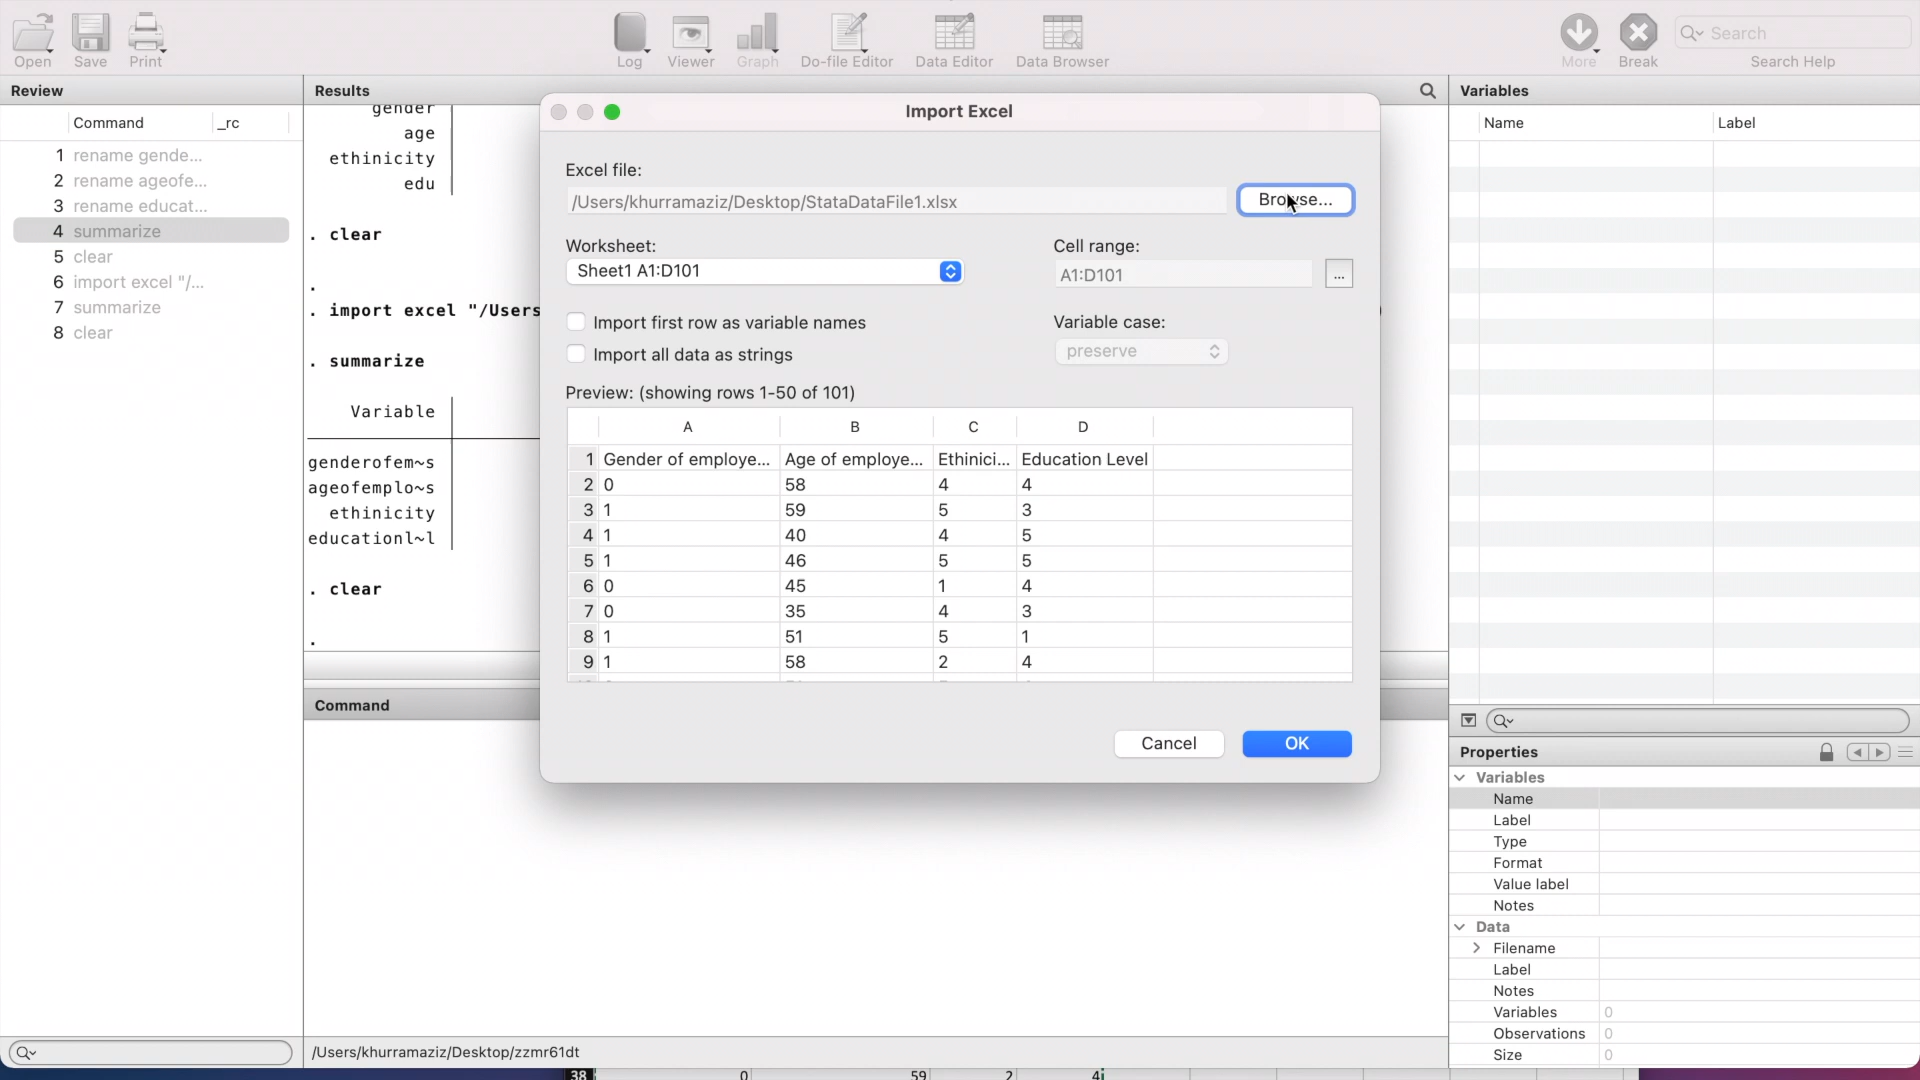 Open Save Print Log Viewer Graph Do-file Editor Data Editor Data Browser More Break Search
Search Help
Review
Command _rc
1 rename gende...
2 rename ageofe...
3 rename educat...
4 summarize
5 clear
6 import excel "/...
7 summarize
8 clear
Results
gender
age
ethinicity
edu
. clear
.
. import excel "/Users
. summarize
Variable
genderofem~s
ageofemplo~s
ethinicity
educationl~l
. clear
.
Command
/Users/khurramaziz/Desktop/zzmr61dt
Import Excel
Excel file:
/Users/khurramaziz/Desktop/StataDataFile1.xlsx Browse...
Worksheet: Cell range:
Sheet1 A1:D101 A1:D101 ...
Import first row as variable names Variable case:
Import all data as strings preserve
Preview: (showing rows 1-50 of 101)
A B C D
1 Gender of employe... Age of employe... Ethinici... Education Level
2 0 58 4 4
3 1 59 5 3
4 1 40 4 5
5 1 46 5 5
6 0 45 1 4
7 0 35 4 3
8 1 51 5 1
9 1 58 2 4
Cancel OK
Variables
Name Label
Properties
Variables
Name
Label
Type
Format
Value label
Notes
Data
Filename
Label
Notes
Variables 0
Observations 0
Size 0
38 0 59 2 4